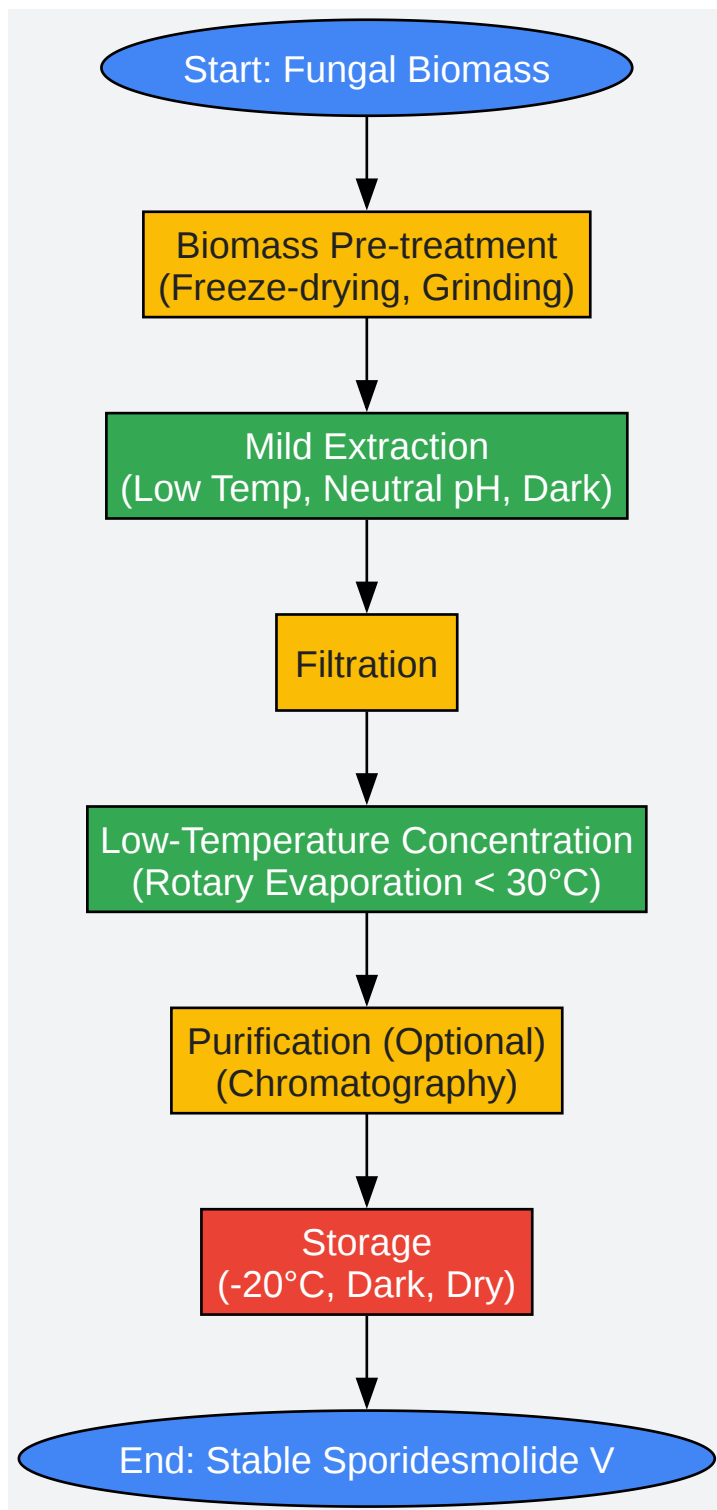 Start: Fungal Biomass
Biomass Pre-treatment
(Freeze-drying, Grinding)
Mild Extraction
(Low Temp, Neutral pH, Dark)
Filtration
Low-Temperature Concentration
(Rotary Evaporation < 30°C)
Purification (Optional)
(Chromatography)
Storage
(-20°C, Dark, Dry)
End: Stable Sporidesmolide V